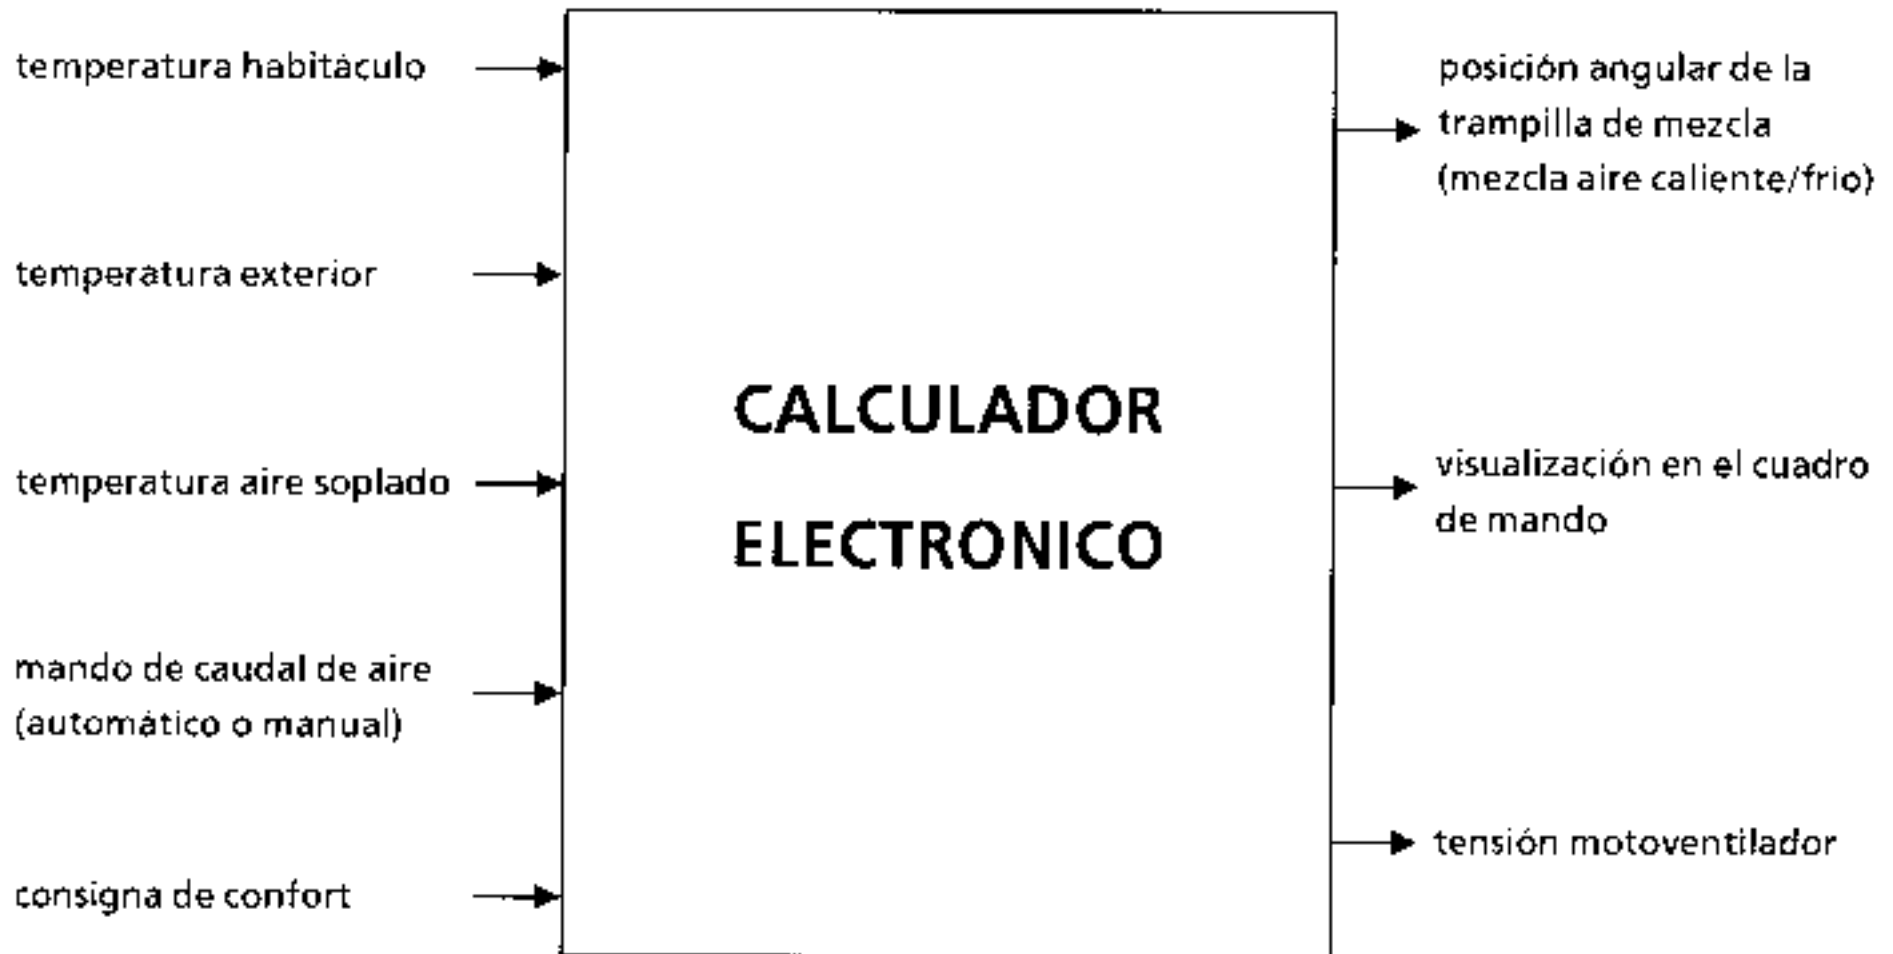 temperatura habitáculo
temperatura exterior
temperatura aire soplado
mando de caudal de aire
(automático o manual)
consigna de confort
CALCULADOR
ELECTRONICO
posición angular de la
trampilla de mezcla
(mezcla aire caliente/frio)
visualización en el cuadro
de mando
tensión motoventilador